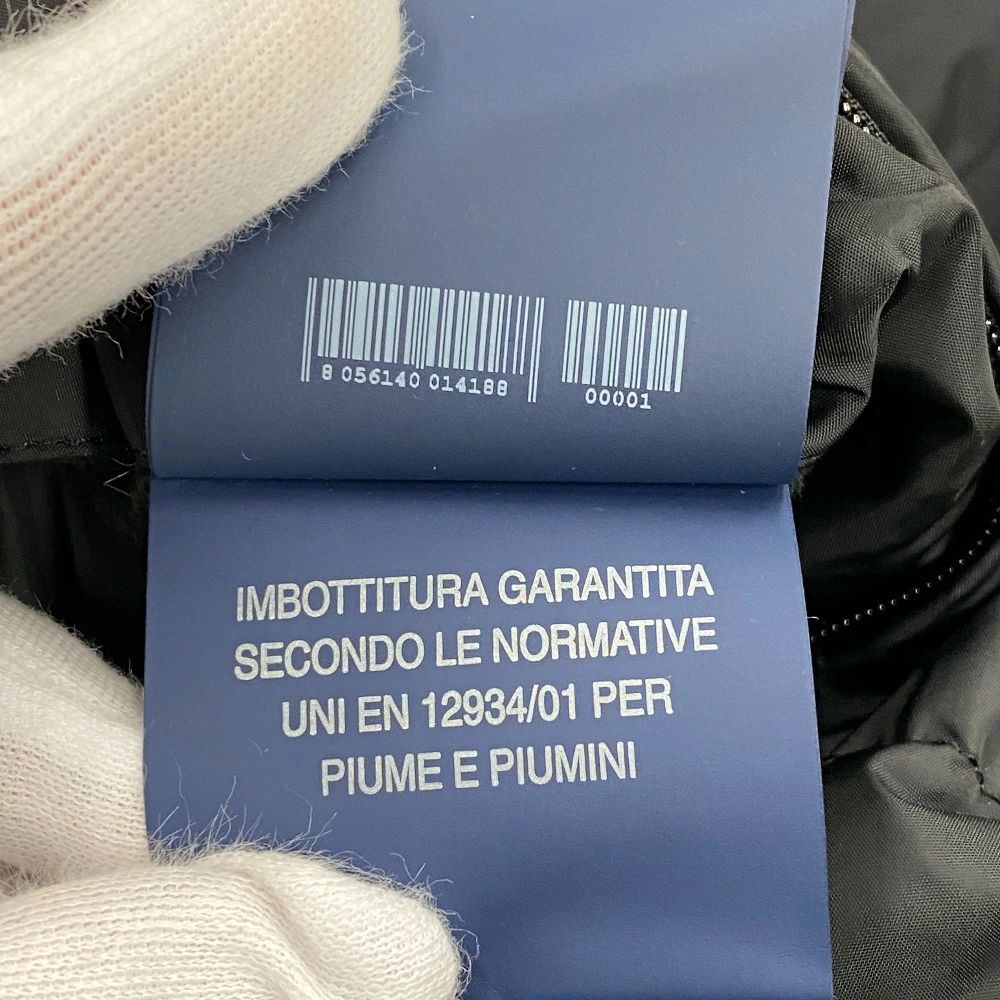 8 056140 014188
00001
IMBOTTITURA GARANTITA
SECONDO LE NORMATIVE
UNI EN 12934/01 PER
PIUME E PIUMINI